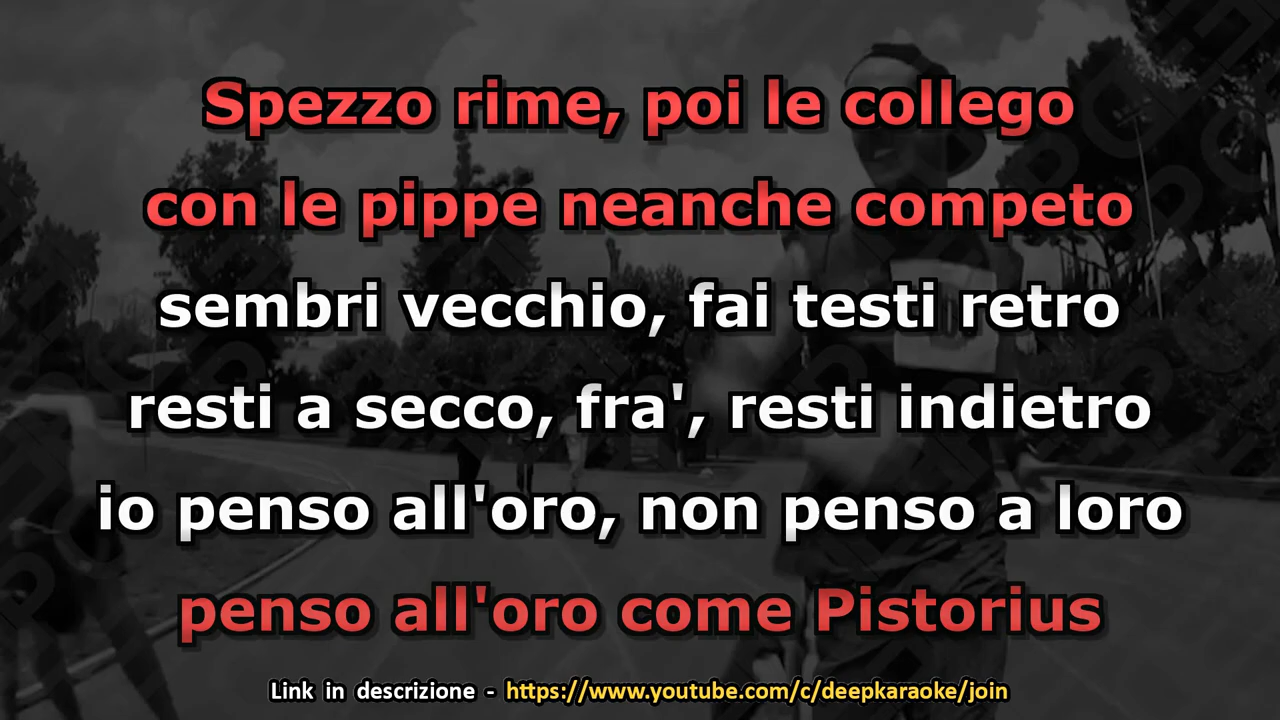 Spezzo rime, poi le collego
con le pippe neanche competo
sembri vecchio, fai testi retro
resti a secco, fra', resti indietro
io penso all'oro, non penso a loro
penso all'oro come Pistorius
Link in descrizione - https://www.youtube.com/c/deepkaraoke/join